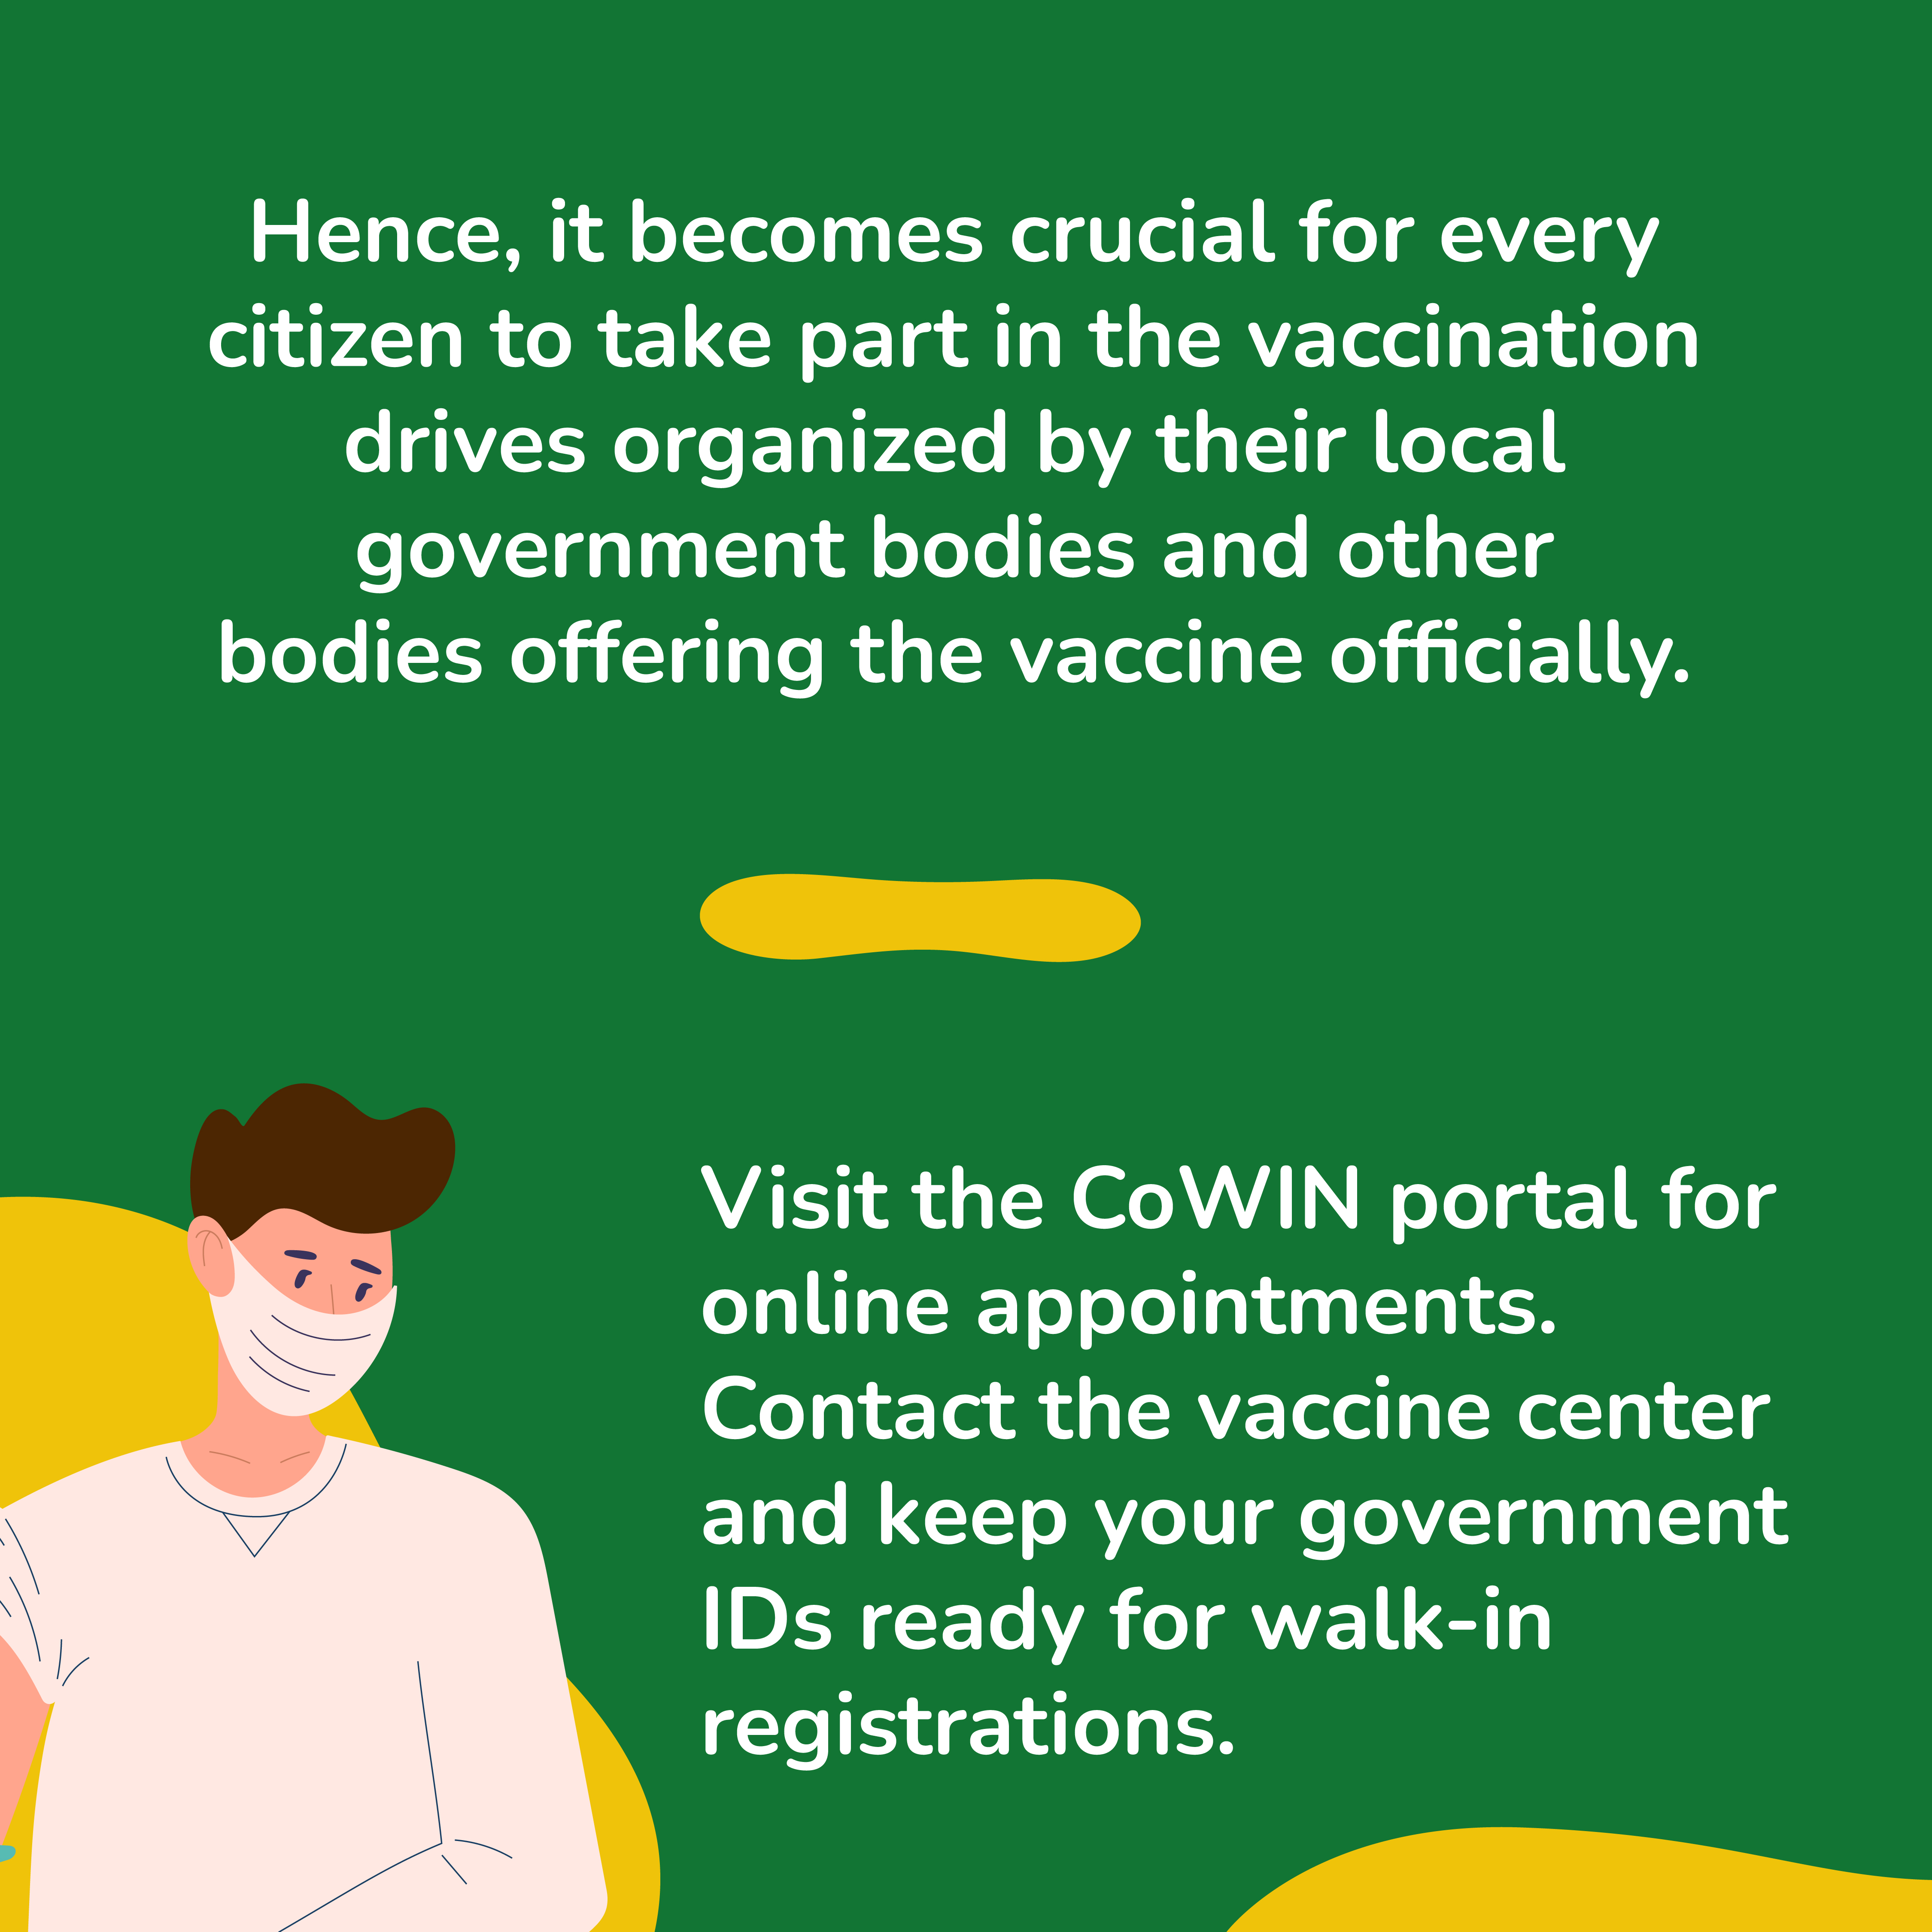 Hence, it becomes crucial for every
citizen to take part in the vaccination
drives organized by their local
government bodies and other
bodies offering the vaccine officially.
Visit the CoWIN portal for
online appointments.
Contact the vaccine center
and keep your government
IDs ready for walk-in
registrations.